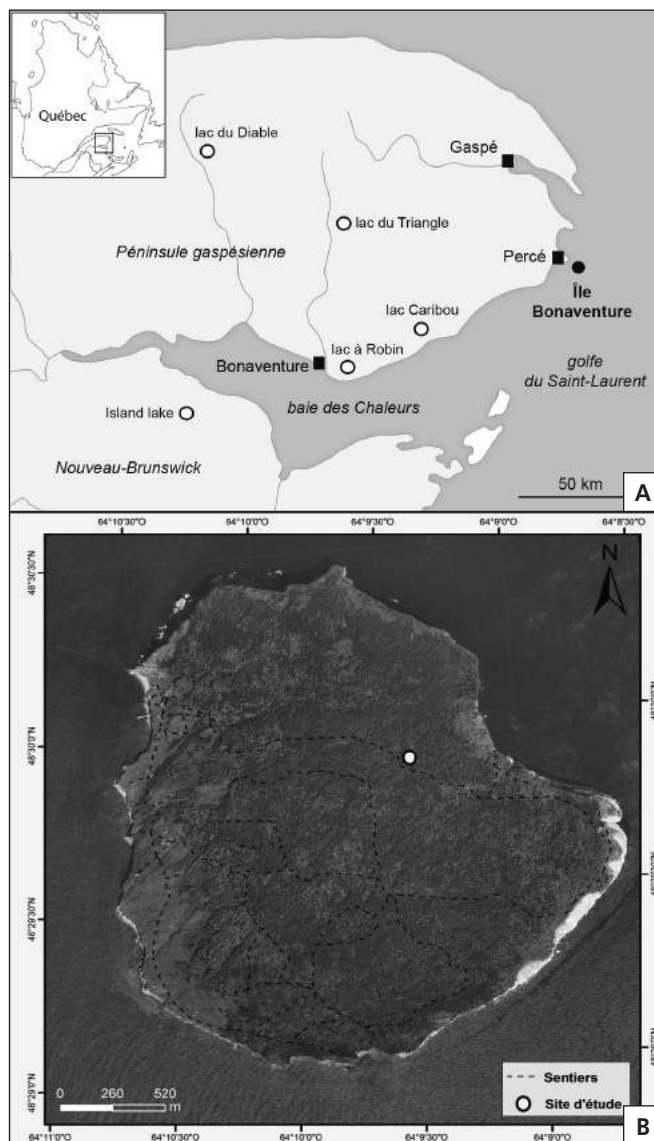 Québec
lac du Diable
Gaspé
lac du Triangle
Péninsule gaspésienne
Percé
Île
Bonaventure
lac Caribou
lac à Robin
Bonaventure
golfe
du Saint-Laurent
Island lake
baie des Chaleurs
Nouveau-Brunswick
50 km
A
64°10'30"O
64°10'0"O
64°9'30"O
64°9'0"O
64°8'30"O
N
48°30'30"N
48°30'0"N
48°29'30"N
48°29'0"N
Sentiers
Site d'étude
0 260 520
m
B
64°11'0"O
64°10'30"O
64°10'0"O
64°9'30"O
64°9'0"O